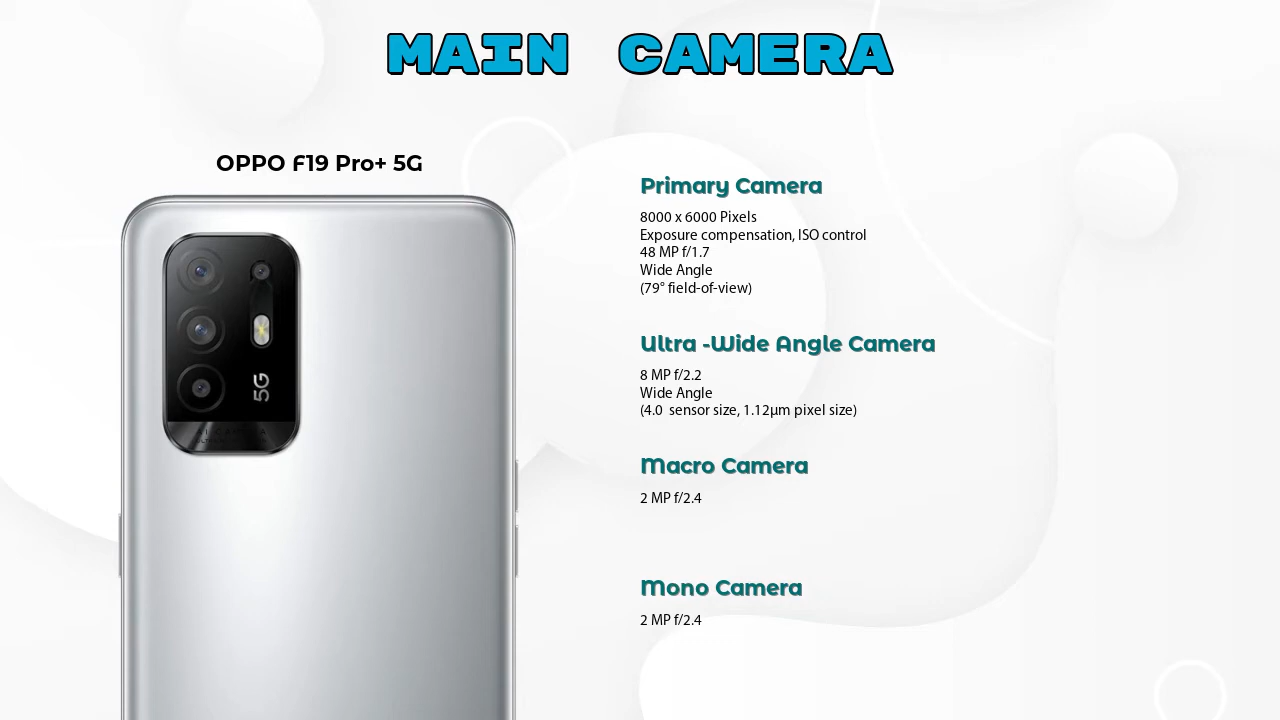 MAIN CAMERA
OPPO F19 Pro+ 5G
5G
Primary Camera
8000 x 6000 Pixels
Exposure compensation, ISO control
48 MP f/1.7
Wide Angle
(79° field-of-view)
Ultra -Wide Angle Camera
8 MP f/2.2
Wide Angle
(4.0  sensor size, 1.12μm pixel size)
Macro Camera
2 MP f/2.4
Mono Camera
2 MP f/2.4